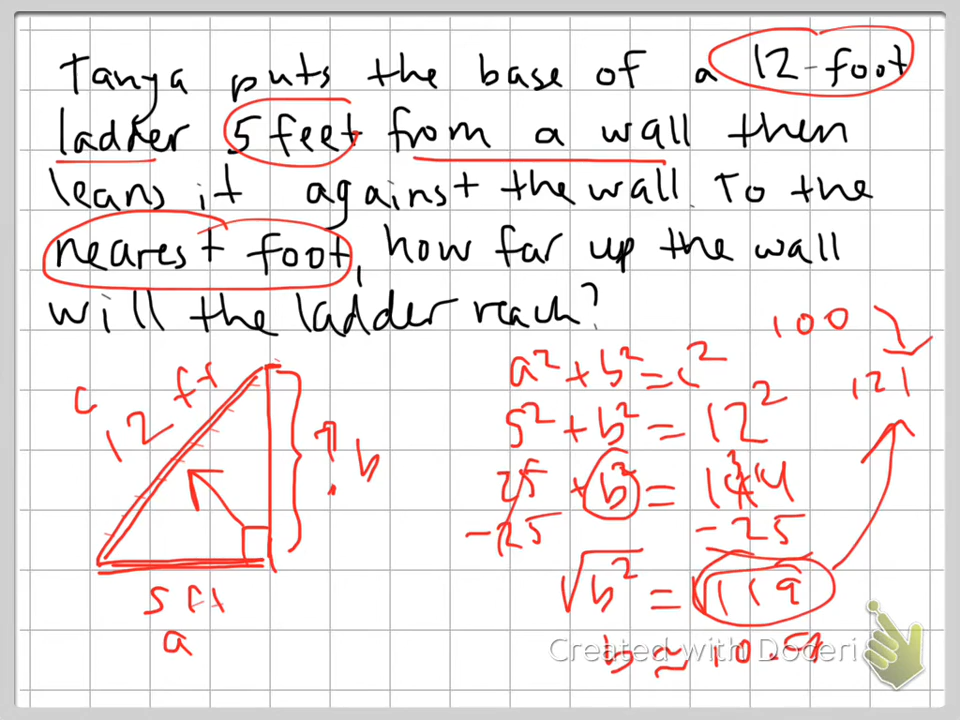 Tanya puts the base of a 12-foot
ladder 5 feet from a wall then
leans it against the wall. To the
nearest foot, how far up the wall
will the ladder reach?
100
121
c 12 ft
? b
5 ft
a
a² + b² = c²
5² + b² = 12²
25 + b² = 144
-25 -25
√b² = √119
b ≈ 10.9
Created with Doceri